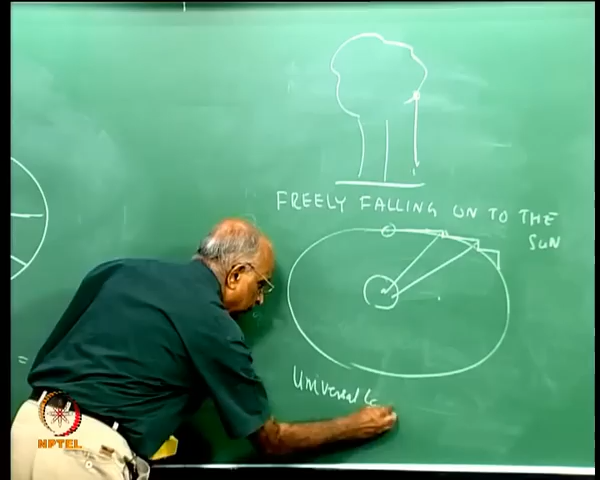 FREELY FALLING ON TO THE
SUN
Universal
=
NPTEL